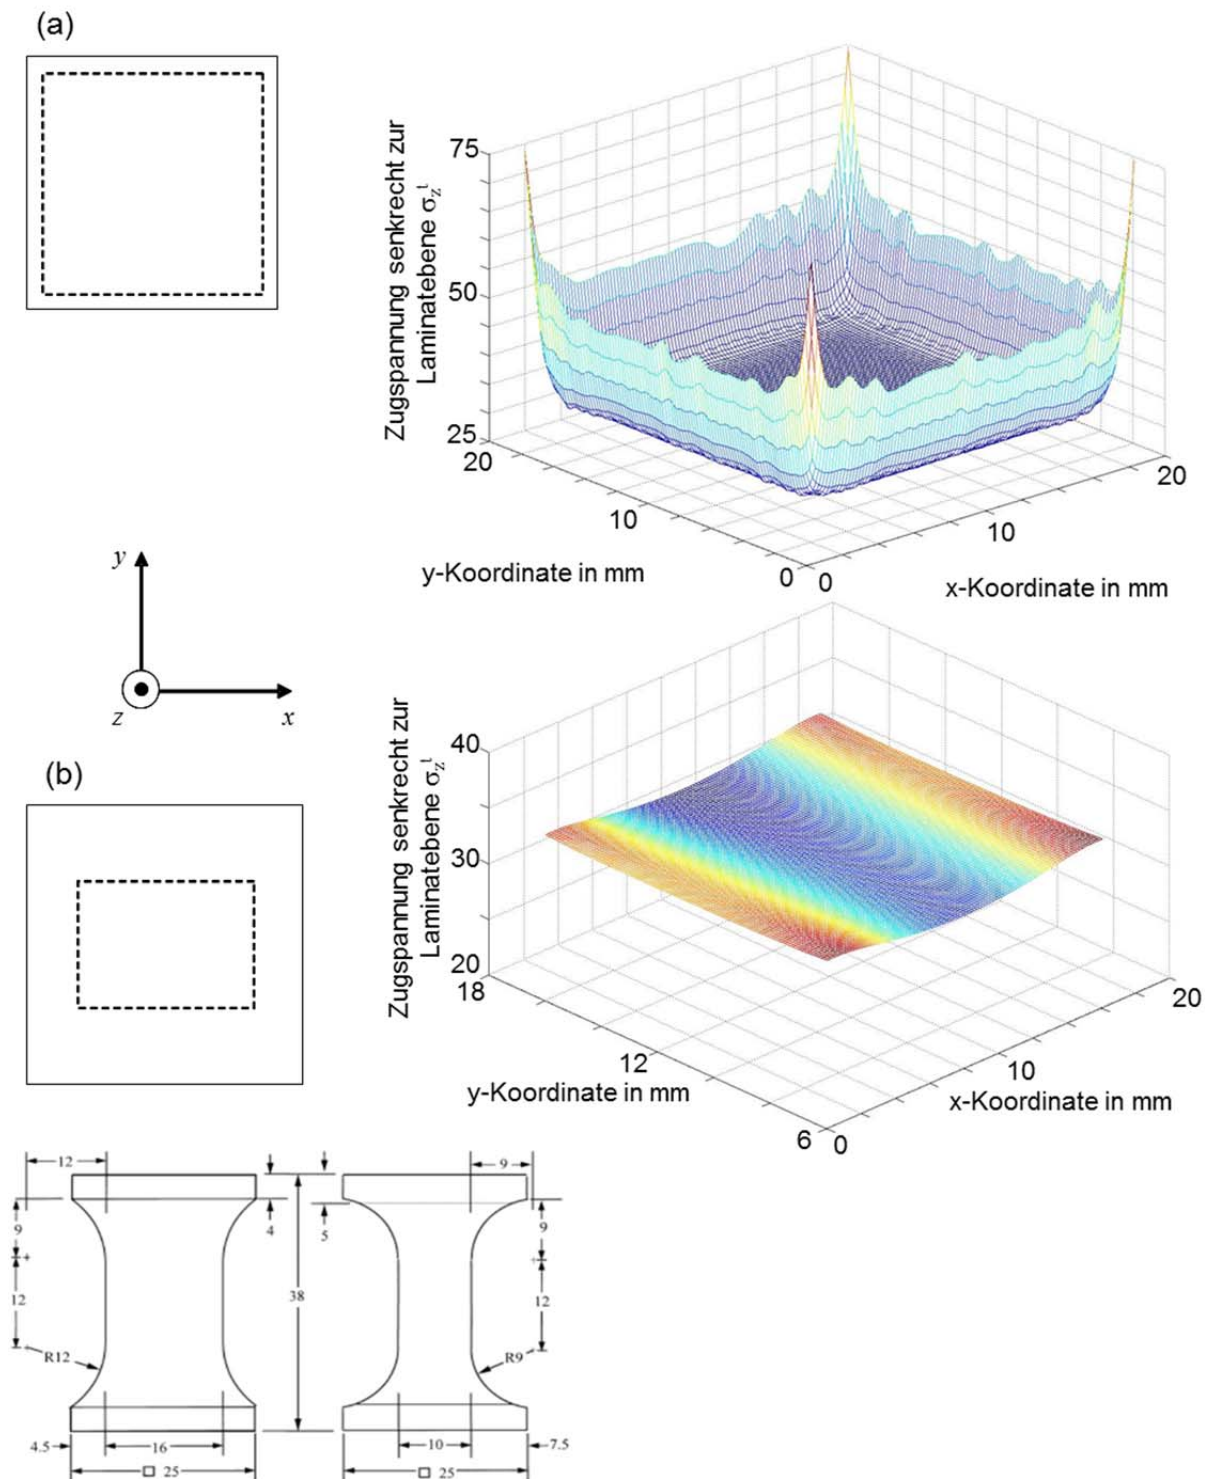 (a)
Zugspannung senkrecht zur
Laminatebene σz^t
75
50
25
20
10
0
y-Koordinate in mm
0
10
20
x-Koordinate in mm
y
z
x
(b)
Zugspannung senkrecht zur
Laminatebene σz^t
40
30
20
18
12
6
y-Koordinate in mm
0
10
20
x-Koordinate in mm
12
9
12
R12
4
38
5
9
9
12
R9
4.5
16
□ 25
10
7.5
□ 25